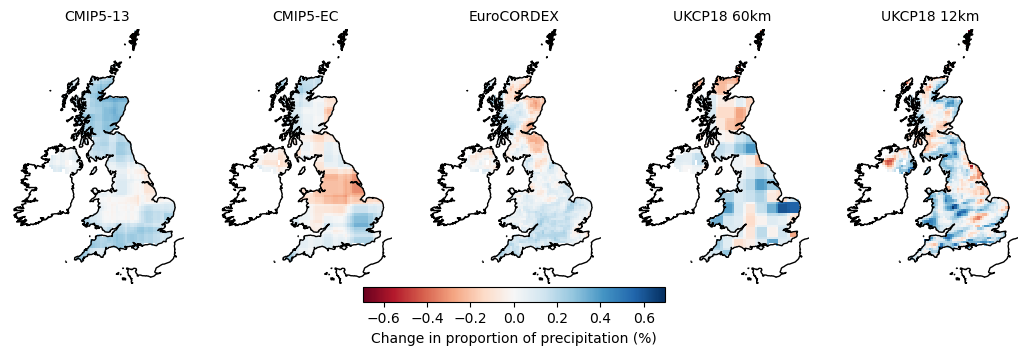 CMIP5-13 CMIP5-EC EuroCORDEX UKCP18 60km UKCP18 12km
−0.6 −0.4 −0.2 0.0 0.2 0.4 0.6
Change in proportion of precipitation (%)